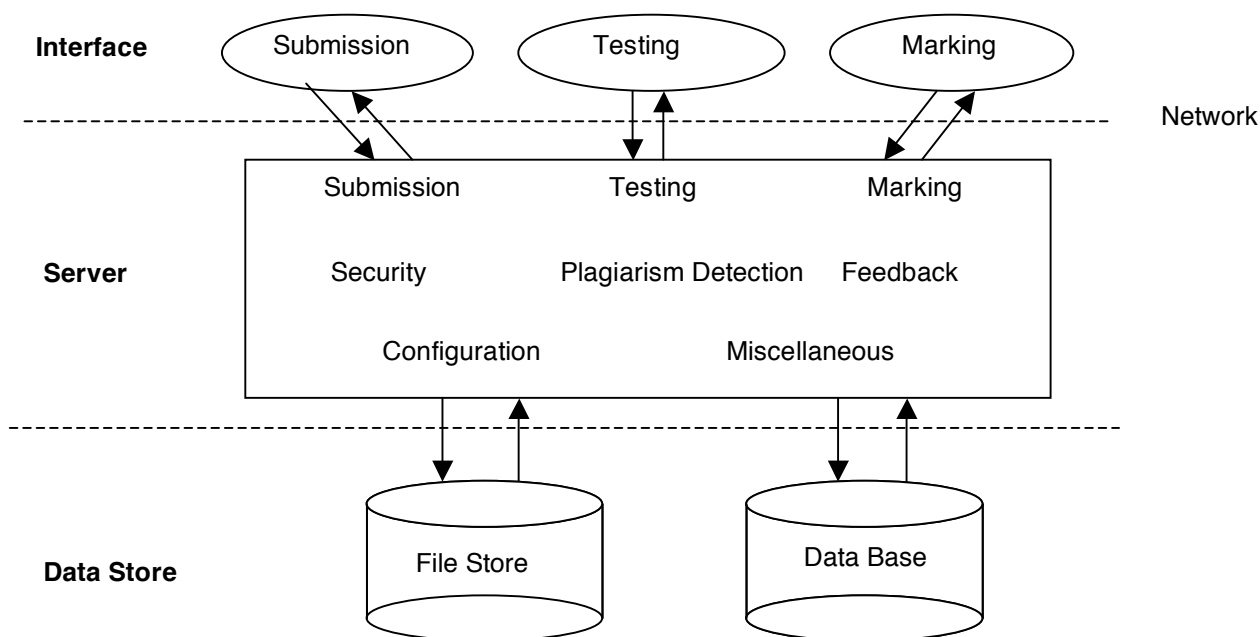 Interface Submission Testing Marking
Network
Submission Testing Marking
Server Security Plagiarism Detection Feedback
Configuration Miscellaneous
File Store Data Base
Data Store